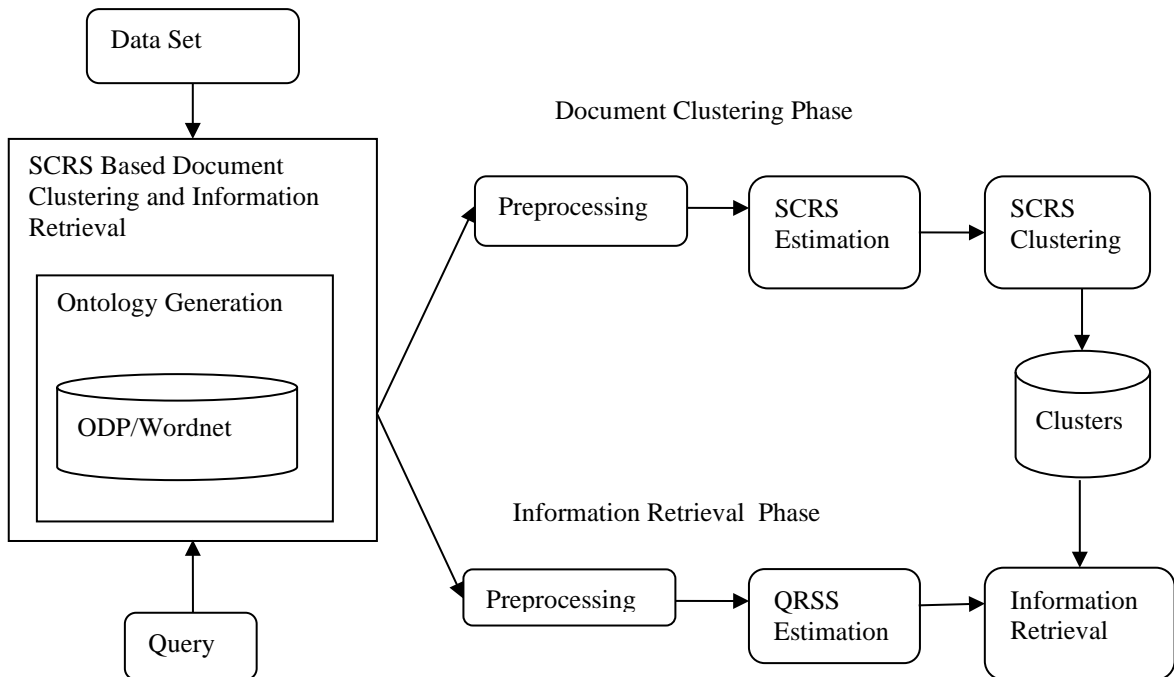 Data Set
SCRS Based Document
Clustering and Information
Retrieval
Ontology Generation
ODP/Wordnet
Query
Document Clustering Phase
Preprocessing
SCRS
Estimation
SCRS
Clustering
Clusters
Information Retrieval Phase
Preprocessing
QRSS
Estimation
Information
Retrieval